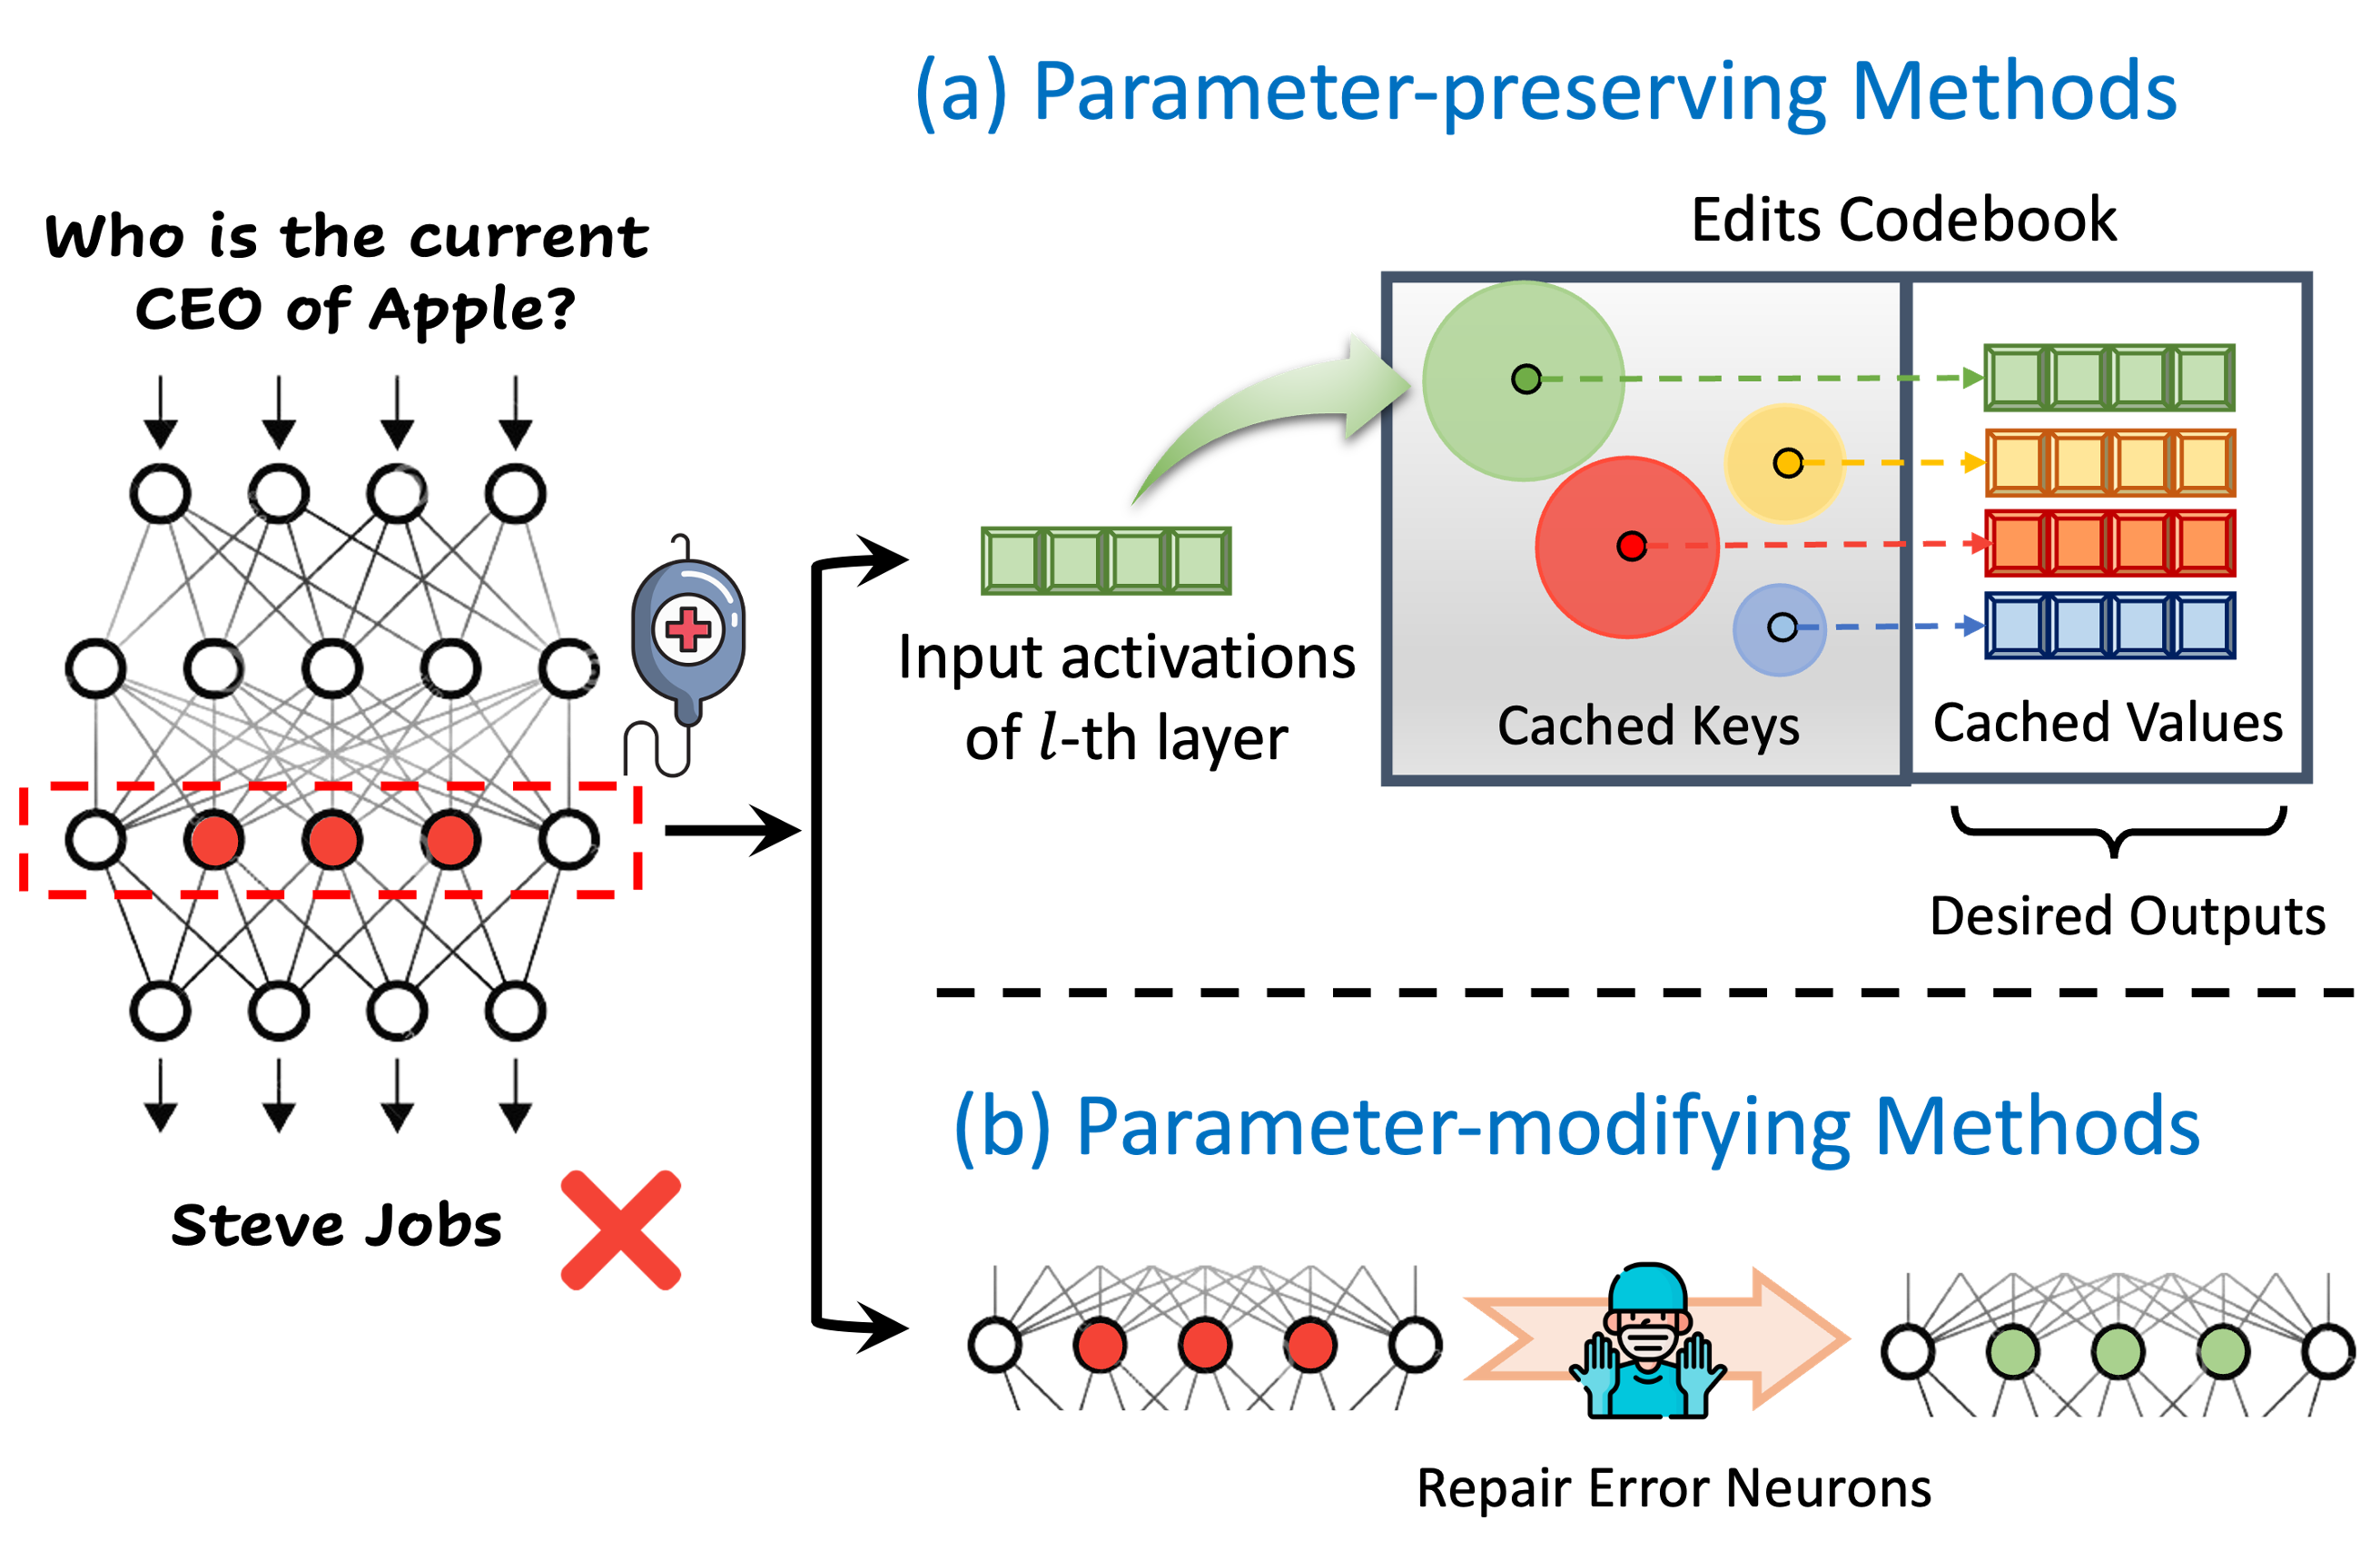 (a) Parameter-preserving Methods
Who is the current
CEO of Apple?
Edits Codebook
Input activations
of l-th layer
Cached Keys
Cached Values
Desired Outputs
(b) Parameter-modifying Methods
Steve Jobs
Repair Error Neurons